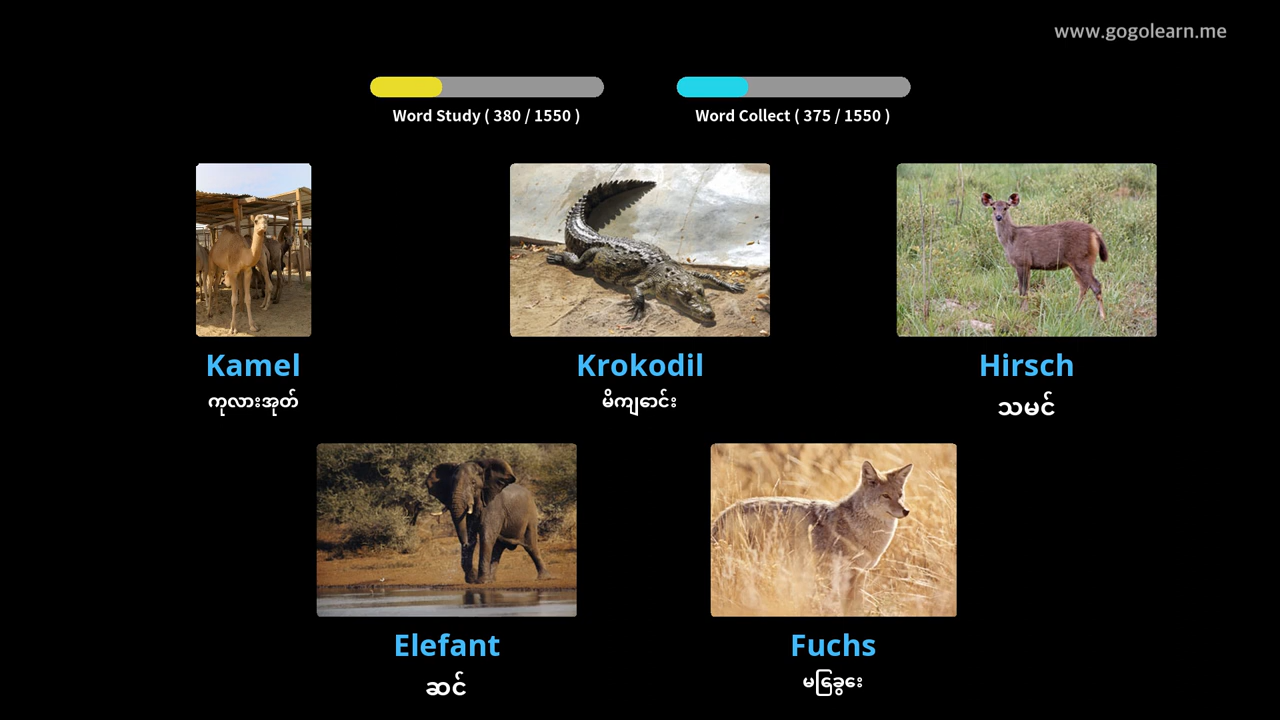 www.gogolearn.me
Word Study ( 380 / 1550 )
Word Collect ( 375 / 1550 )
Kamel
ကုလားအုတ်
Krokodil
မိကျောင်း
Hirsch
သမင်
Elefant
ဆင်
Fuchs
မြေခွေး